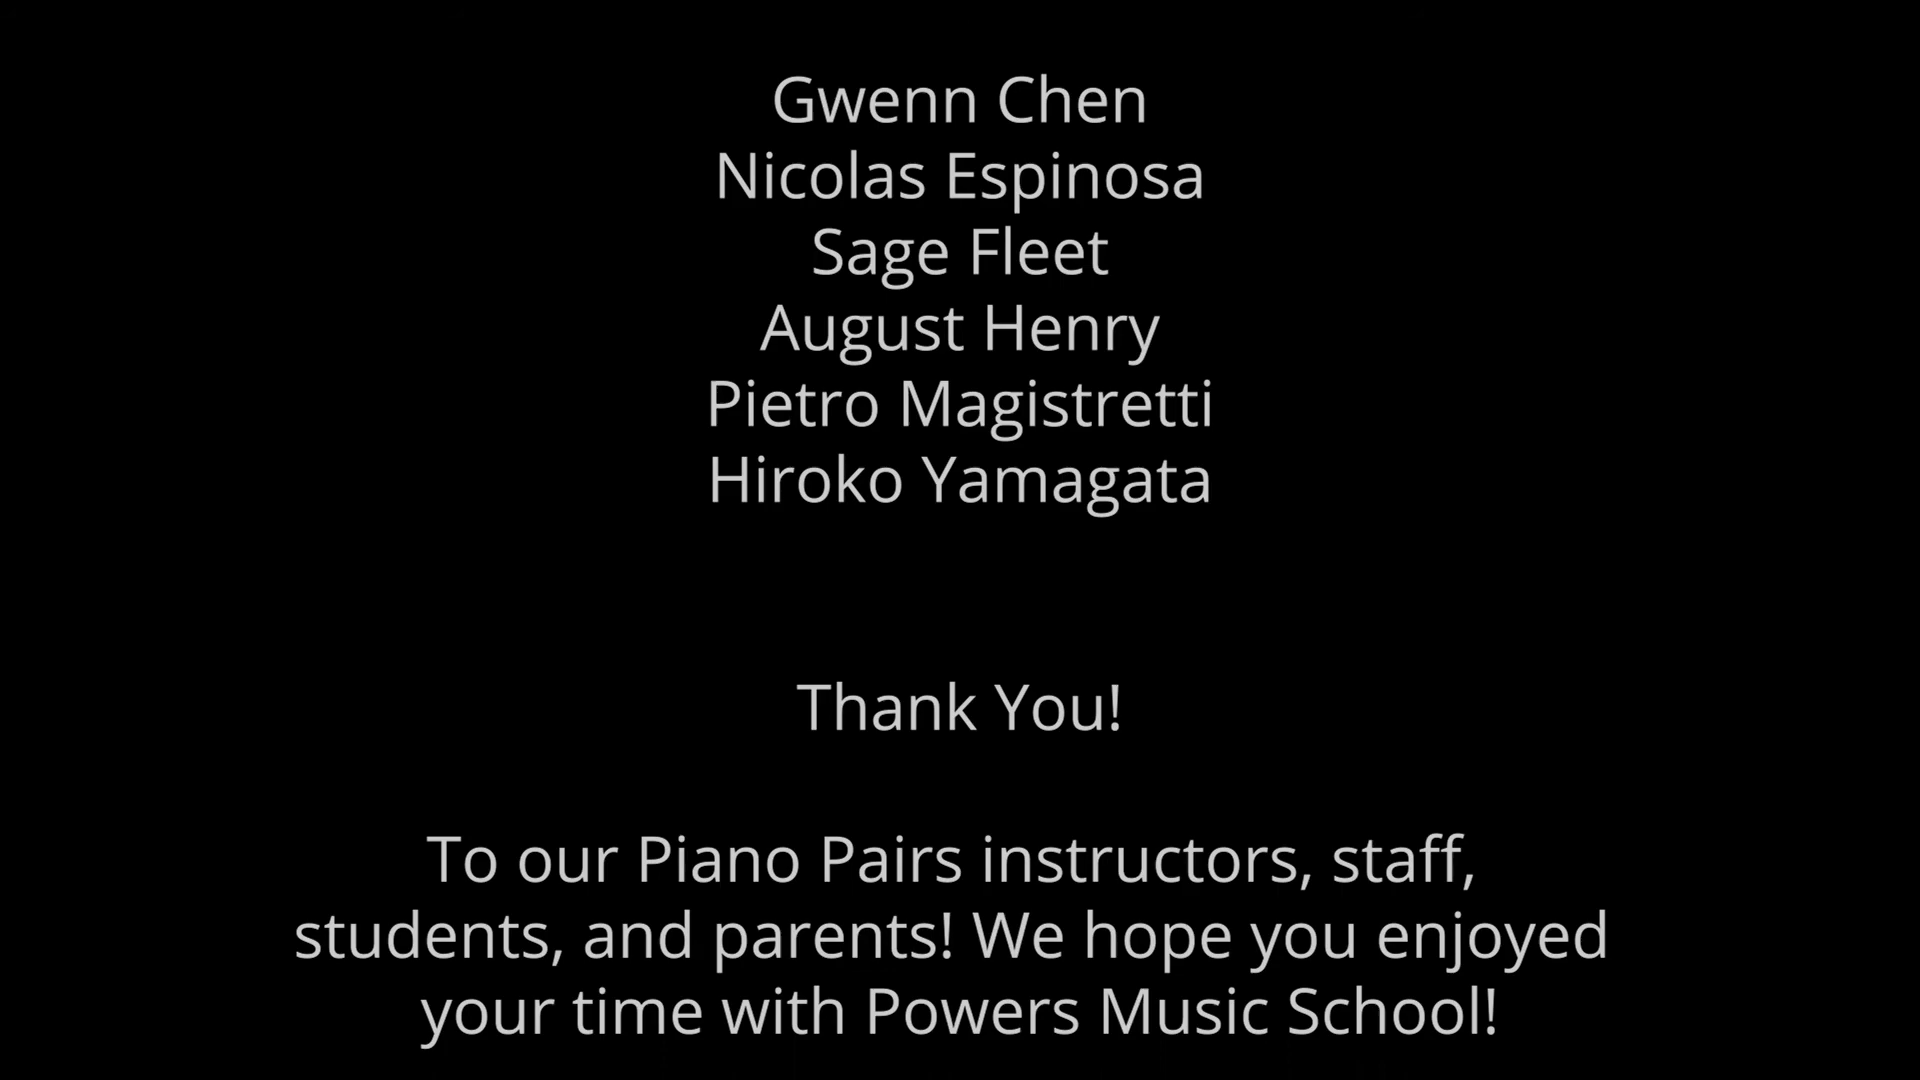 Gwenn Chen
Nicolas Espinosa
Sage Fleet
August Henry
Pietro Magistretti
Hiroko Yamagata
Thank You!
To our Piano Pairs instructors, staff,
students, and parents! We hope you enjoyed
your time with Powers Music School!